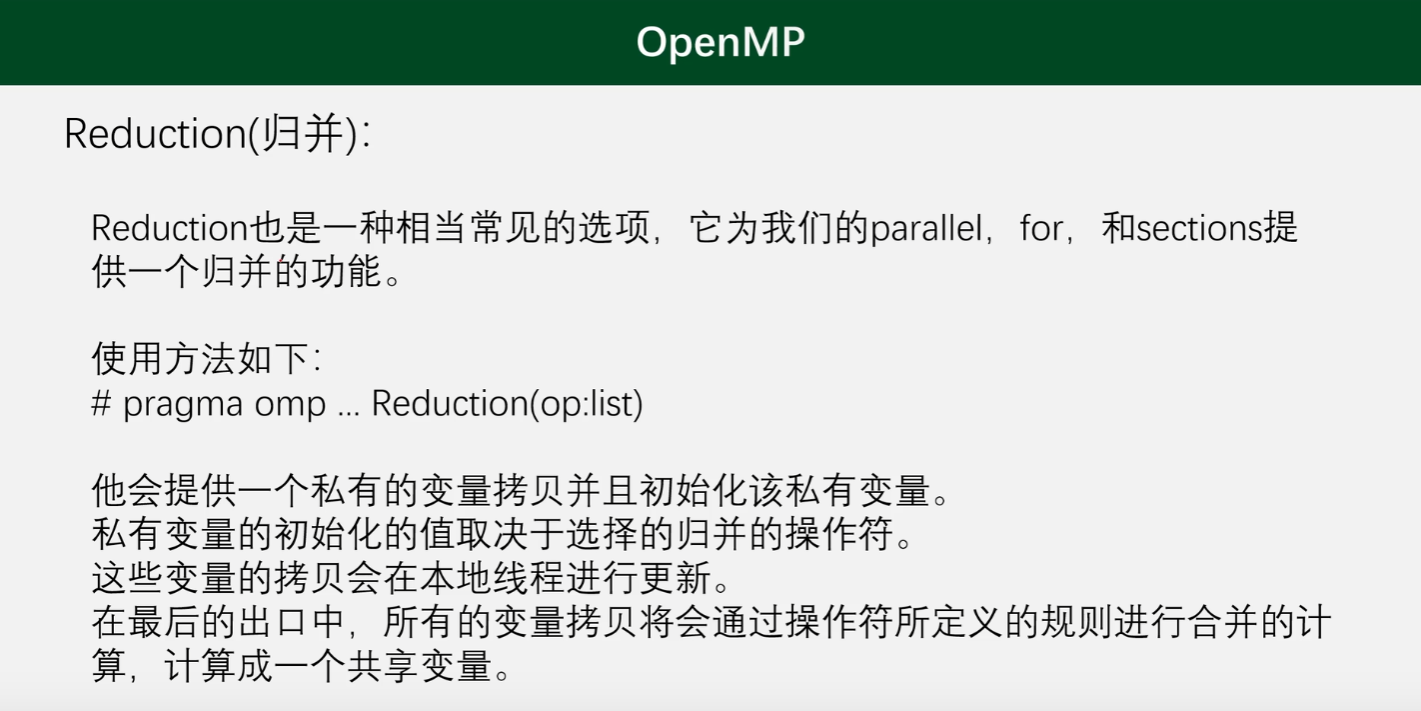 OpenMP
Reduction(归并):
Reduction也是一种相当常见的选项，它为我们的parallel，for，和sections提
供一个归并的功能。
使用方法如下：
# pragma omp ... Reduction(op:list)
他会提供一个私有的变量拷贝并且初始化该私有变量。
私有变量的初始化的值取决于选择的归并的操作符。
这些变量的拷贝会在本地线程进行更新。
在最后的出口中，所有的变量拷贝将会通过操作符所定义的规则进行合并的计
算，计算成一个共享变量。